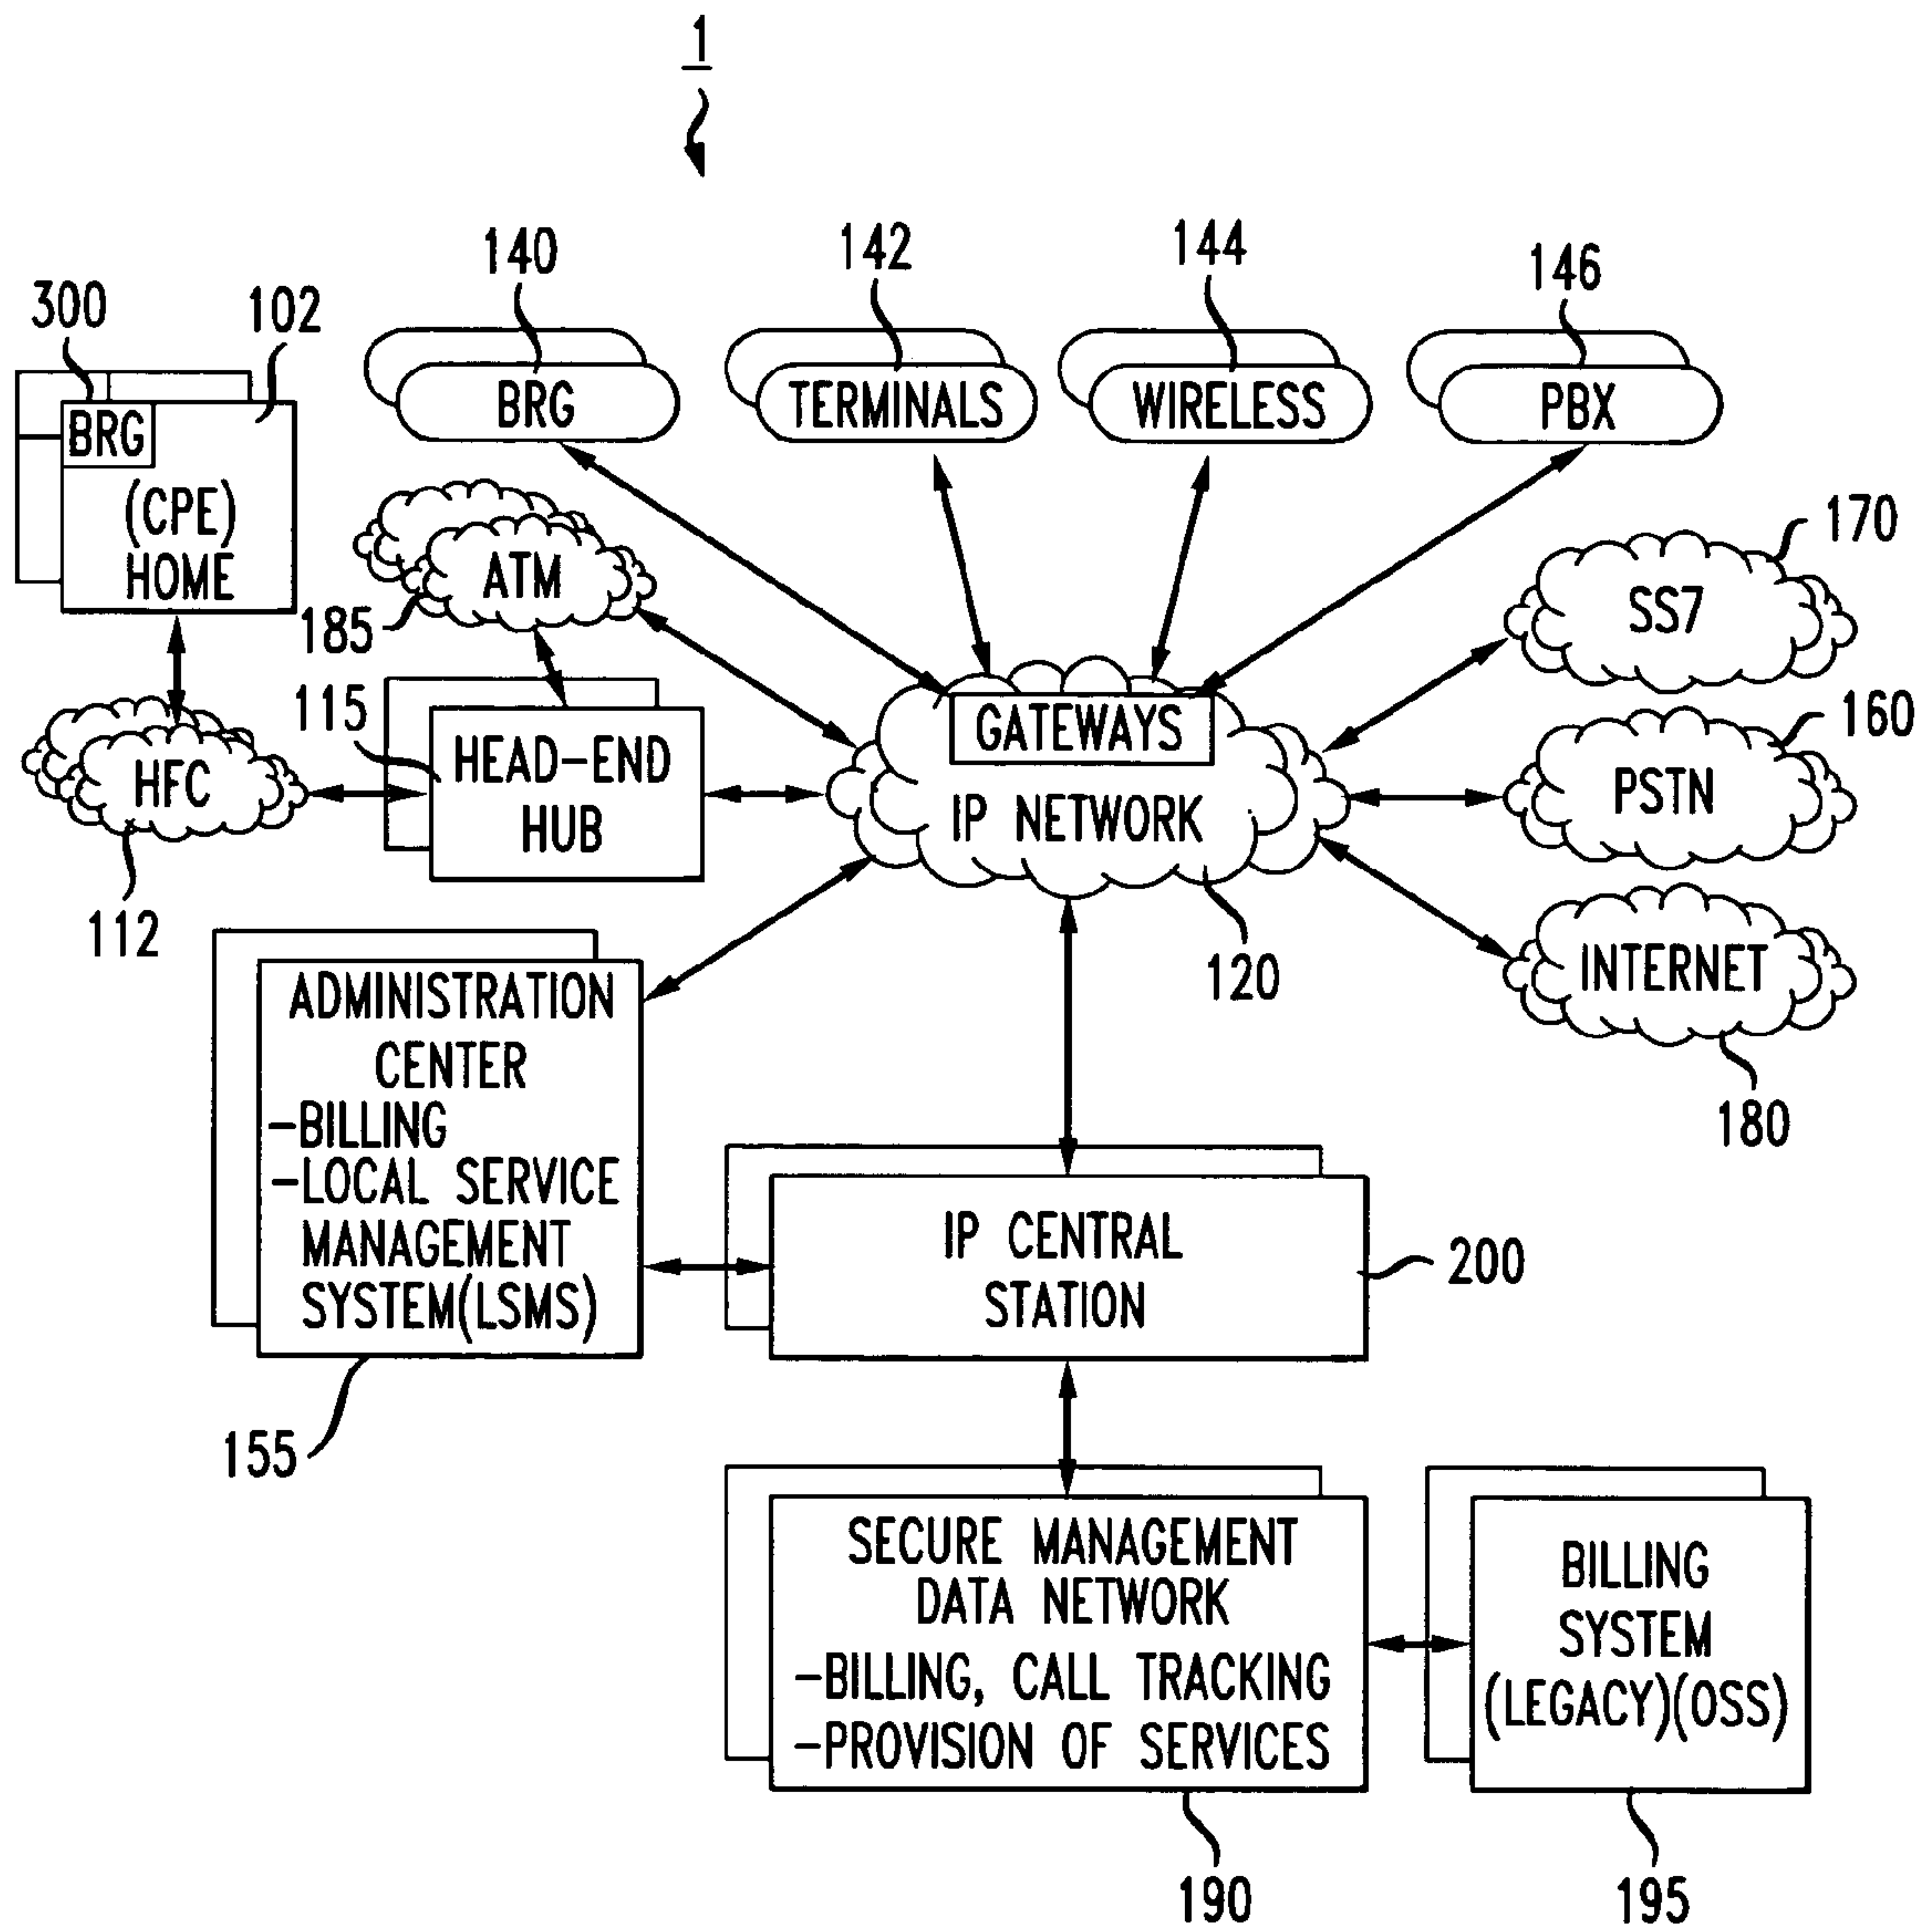 1
140
142
144
146
300
102
BRG
TERMINALS
WIRELESS
PBX
BRG
(CPE)
HOME
ATM
185
170
SS7
115
GATEWAYS
160
HEAD-END
HUB
HFC
IP NETWORK
PSTN
112
120
INTERNET
180
ADMINISTRATION
CENTER
-BILLING
-LOCAL SERVICE
MANAGEMENT
SYSTEM(LSMS)
155
IP CENTRAL
STATION
200
SECURE MANAGEMENT
DATA NETWORK
-BILLING, CALL TRACKING
-PROVISION OF SERVICES
190
BILLING
SYSTEM
(LEGACY)(OSS)
195